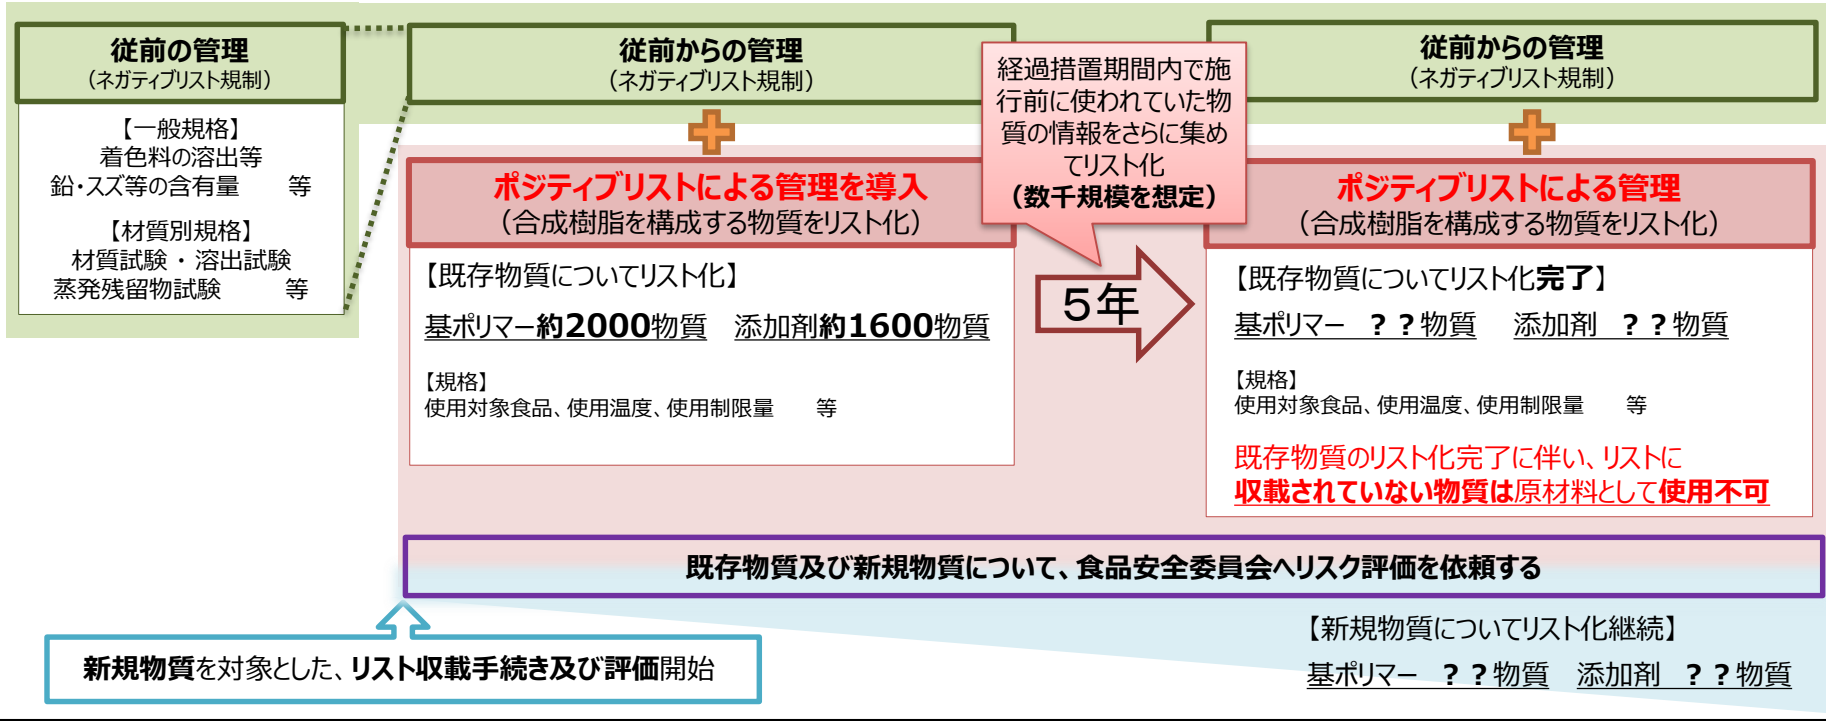 従前の管理
（ネガティブリスト規制）
【一般規格】
着色料の溶出等
鉛・スズ等の含有量　　等
【材質別規格】
材質試験・溶出試験
蒸発残留物試験　　　等
従前からの管理
（ネガティブリスト規制）
ポジティブリストによる管理を導入
（合成樹脂を構成する物質をリスト化）
【既存物質についてリスト化】
基ポリマー約2000物質　添加剤約1600物質
【規格】
使用対象食品、使用温度、使用制限量　　等
経過措置期間内で施
行前に使われていた物
質の情報をさらに集め
てリスト化
（数千規模を想定）
５年
従前からの管理
（ネガティブリスト規制）
ポジティブリストによる管理
（合成樹脂を構成する物質をリスト化）
【既存物質についてリスト化完了】
基ポリマー　？？物質　添加剤　？？物質
【規格】
使用対象食品、使用温度、使用制限量　　等
既存物質のリスト化完了に伴い、リストに
収載されていない物質は原材料として使用不可
既存物質及び新規物質について、食品安全委員会へリスク評価を依頼する
新規物質を対象とした、リスト収載手続き及び評価開始
【新規物質についてリスト化継続】
基ポリマー　？？物質　添加剤　？？物質